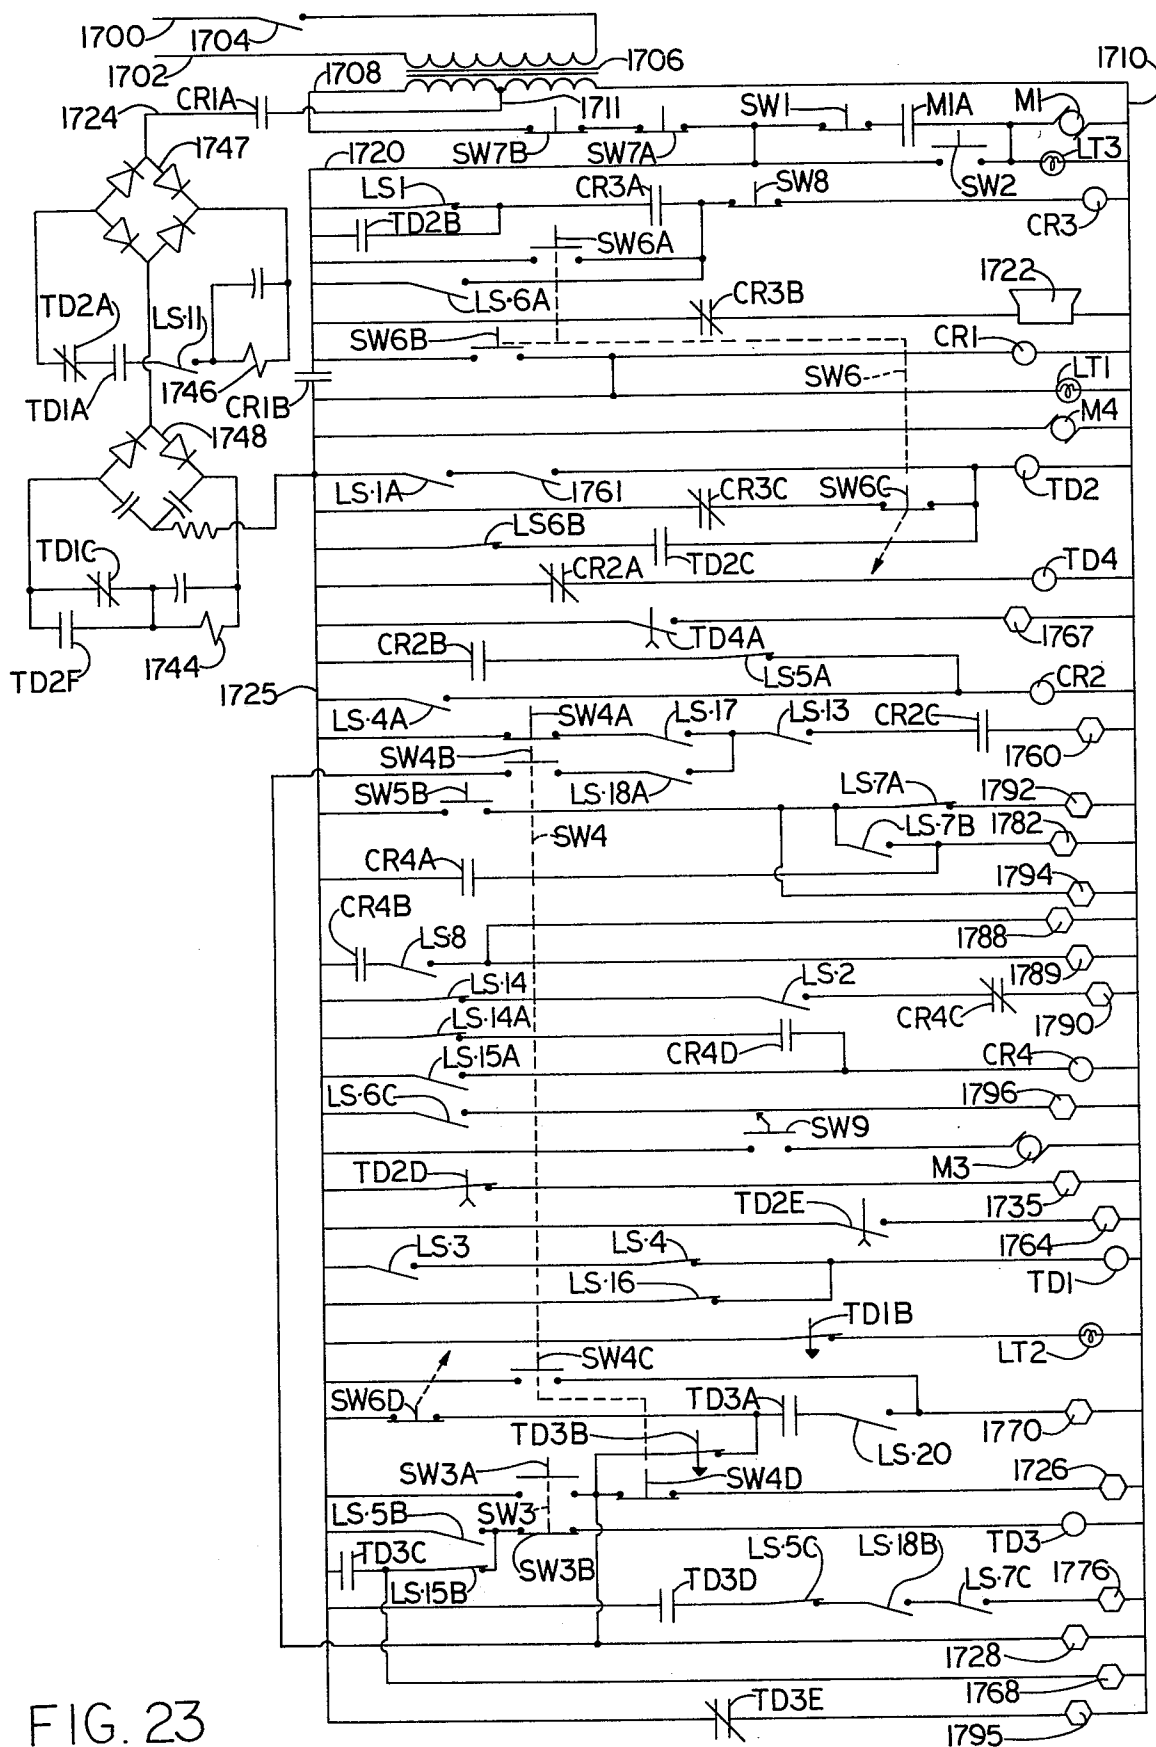 1700
1704
1702
1706
1708
1710
1724
CR1A
1711
SW1
M1A
M1
1747
1720
SW7B
SW7A
LT3
SW2
LS1
CR3A
SW8
TD2B
CR3
SW6A
TD2A
LS·11
LS·6A
CR3B
1722
SW6B
CR1
TD1A
1746
CR1B
SW6
LT1
1748
M4
LS·1A
1761
CR3C
SW6C
TD2
LS6B
TD1C
TD2C
CR2A
TD4
TD2F
1744
CR2B
TD4A
1767
1725
LS·5A
CR2
LS·4A
SW4A
LS·17
LS·13
CR2C
SW4B
1760
SW5B
LS·18A
LS·7A
1792
SW4
LS·7B
1782
CR4A
1794
CR4B
LS·8
1788
1789
LS·14
LS·2
LS·14A
CR4C
1790
CR4D
LS·15A
CR4
LS·6C
1796
SW9
M3
TD2D
1735
TD2E
1764
LS·3
LS·4
TD1
LS·16
TD1B
LT2
SW4C
SW6D
TD3A
TD3B
1770
LS·20
SW3A
SW4D
1726
LS·5B
SW3
TD3
TD3C
SW3B
LS·15B
TD3D
LS·5C
LS·18B
LS·7C
1776
1728
1768
TD3E
1795
FIG. 23